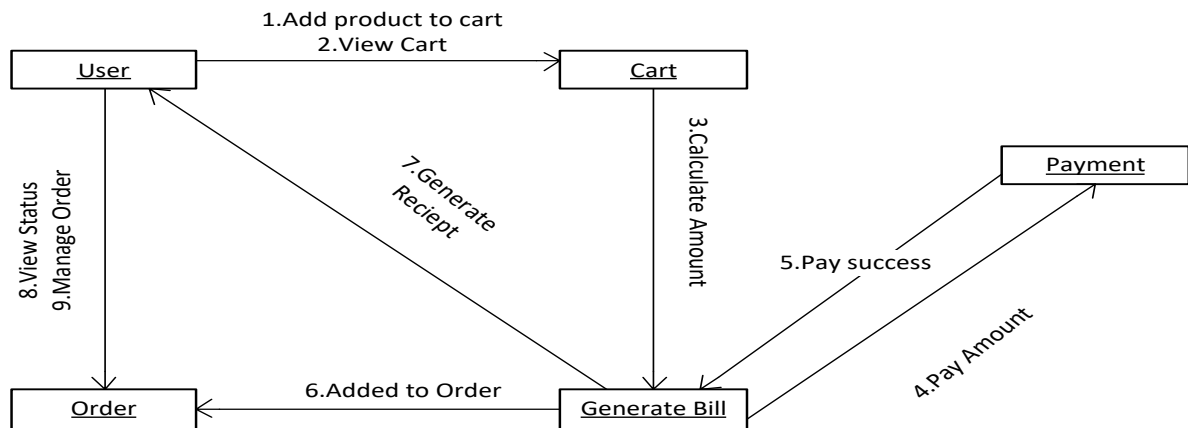 1.Add product to cart
2.View Cart
User
Cart
3.Calculate Amount
Payment
7.Generate
Reciept
8.View Status
9.Manage Order
5.Pay success
4.Pay Amount
6.Added to Order
Order
Generate Bill